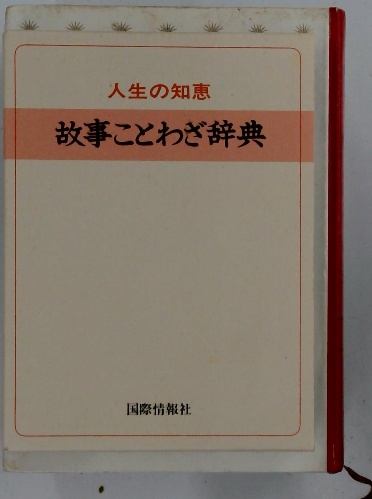 人生の知恵
故事ことわざ辞典
国際情報社